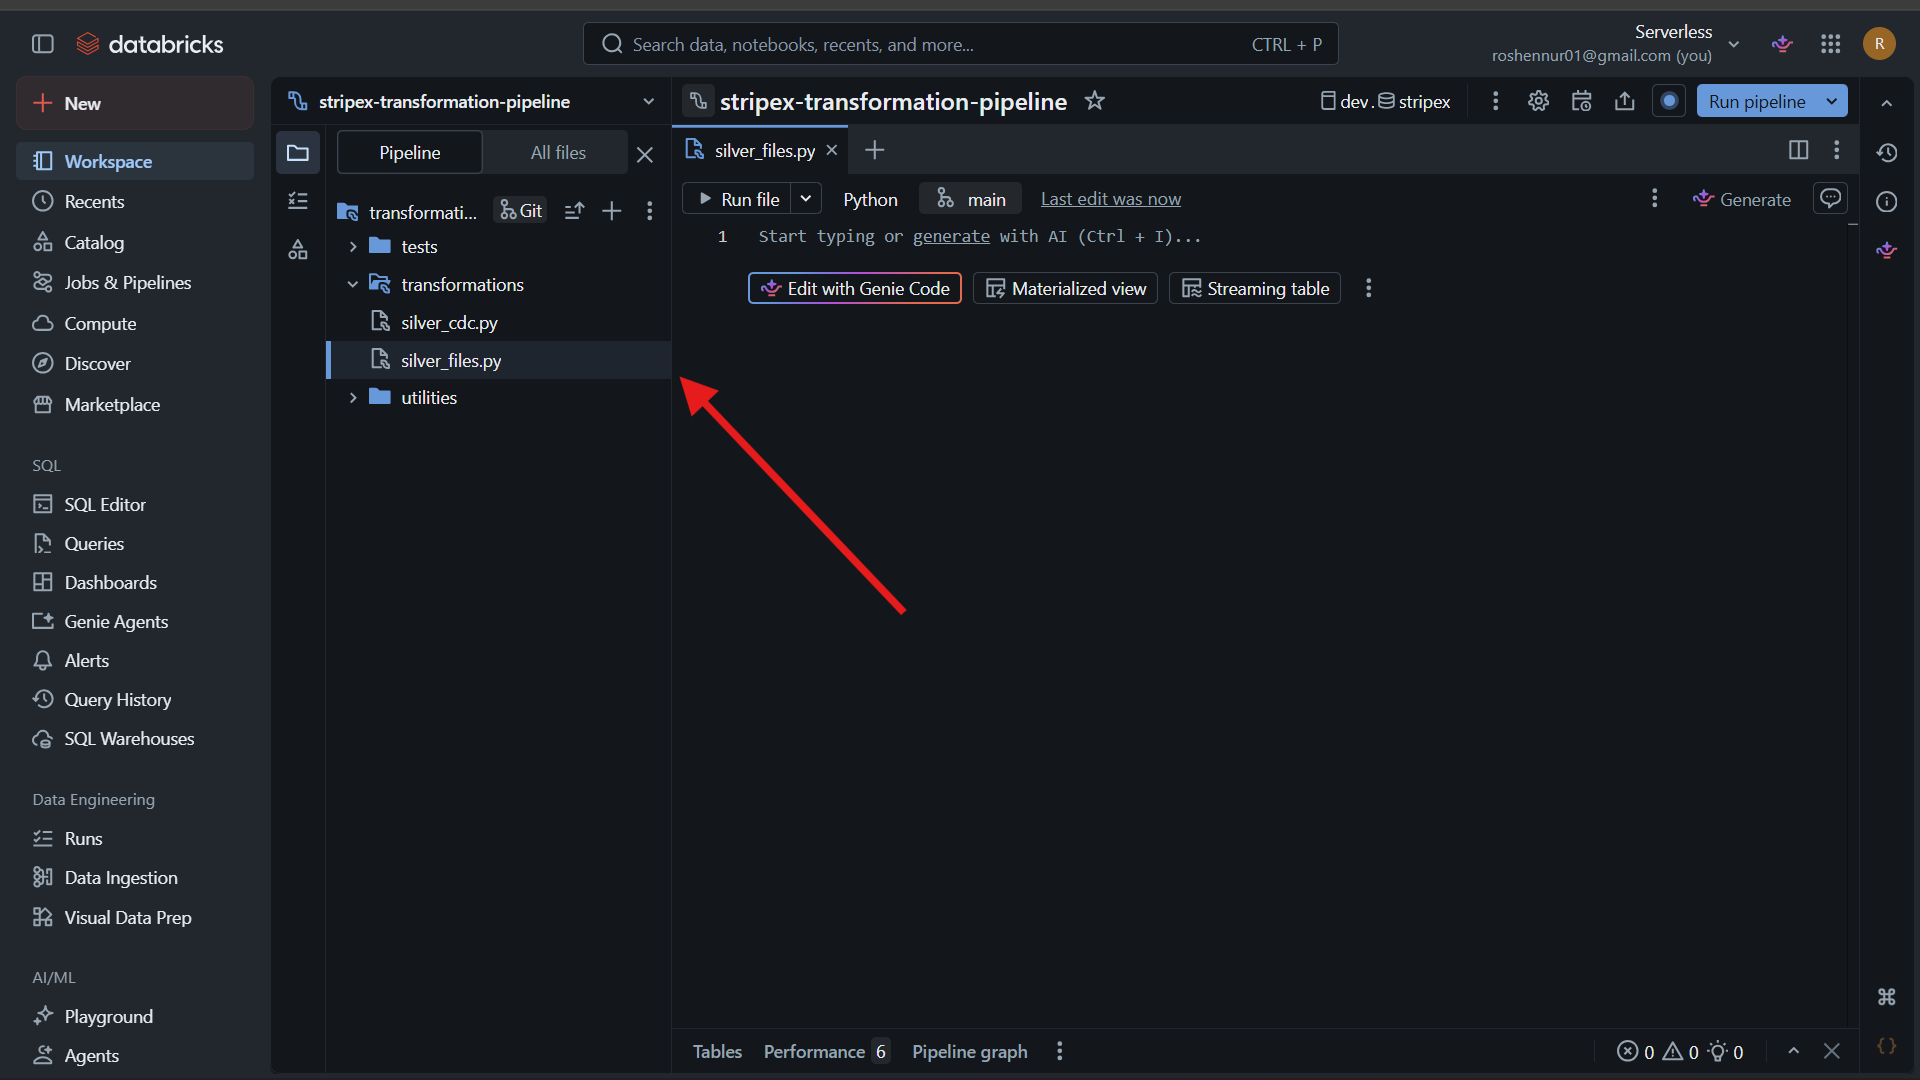 databricks
Search data, notebooks, recents, and more...
CTRL + P
Serverless
roshennur01@gmail.com (you)
R
New
Workspace
Recents
Catalog
Jobs & Pipelines
Compute
Discover
Marketplace
SQL
SQL Editor
Queries
Dashboards
Genie Agents
Alerts
Query History
SQL Warehouses
Data Engineering
Runs
Data Ingestion
Visual Data Prep
AI/ML
Playground
Agents
stripex-transformation-pipeline
Pipeline
All files
transformati...
Git
tests
transformations
silver_cdc.py
silver_files.py
utilities
stripex-transformation-pipeline
dev. stripex
Run pipeline
silver_files.py
Run file
Python
main
Last edit was now
Generate
1 Start typing or generate with AI (Ctrl + I)...
Edit with Genie Code
Materialized view
Streaming table
Tables
Performance 6
Pipeline graph
0 0 0